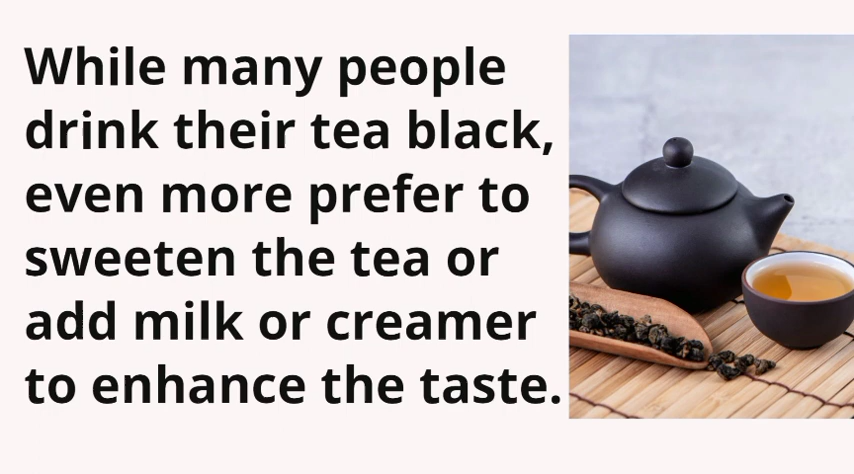 While many people
drink their tea black,
even more prefer to
sweeten the tea or
add milk or creamer
to enhance the taste.